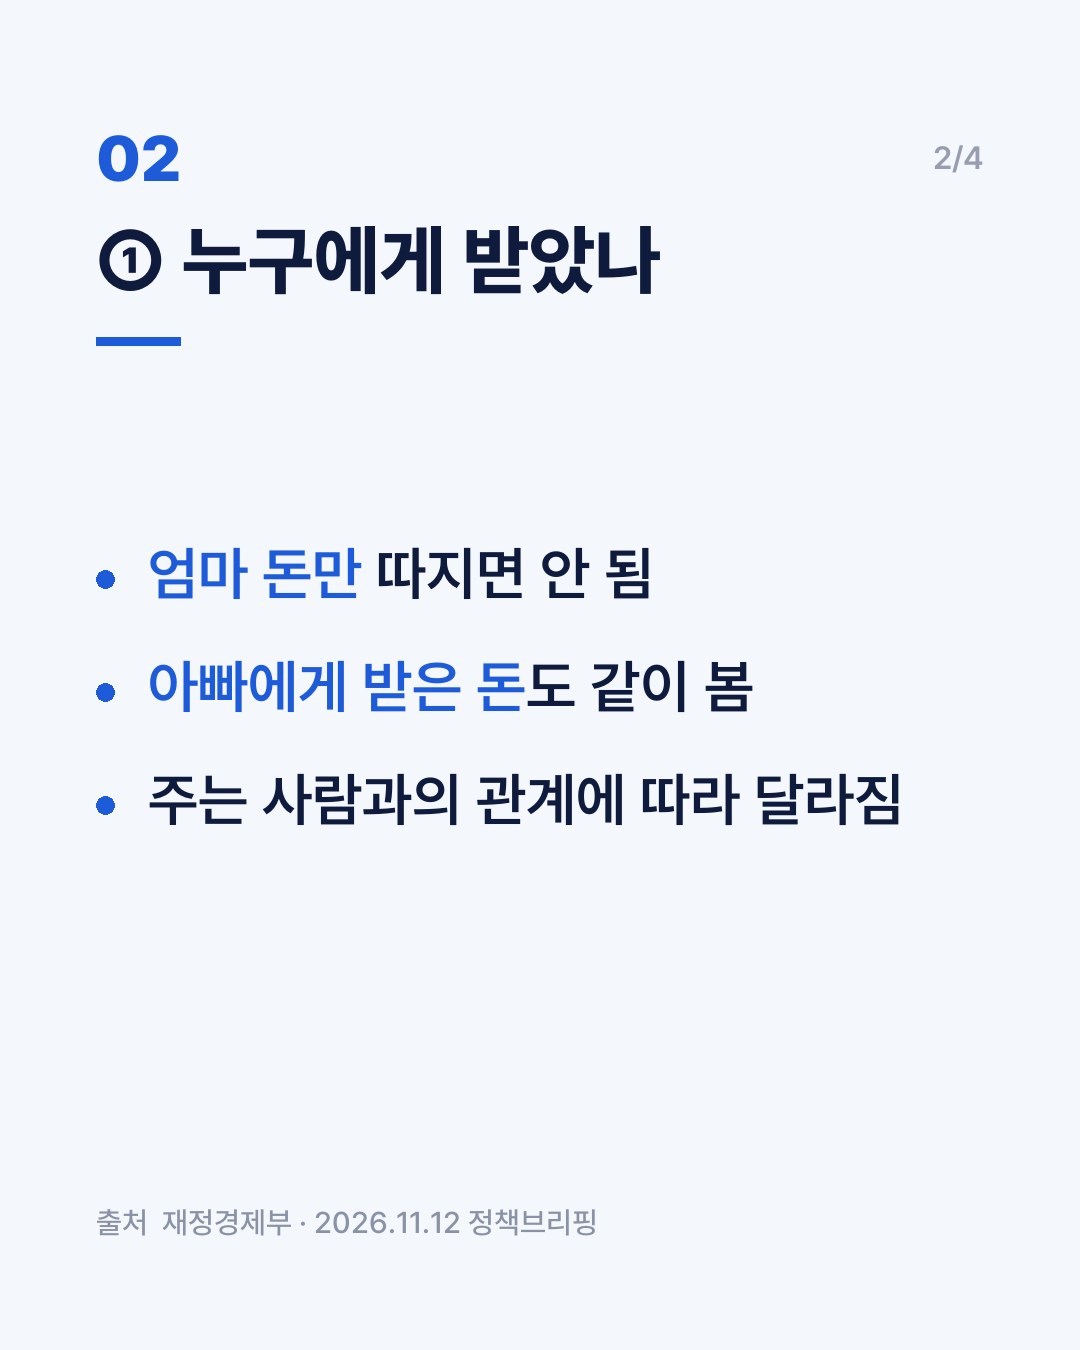 02
2/4
① 누구에게 받았나
• 엄마 돈만 따지면 안 됨
• 아빠에게 받은 돈도 같이 봄
• 주는 사람과의 관계에 따라 달라짐
출처 재정경제부 · 2026.11.12 정책브리핑